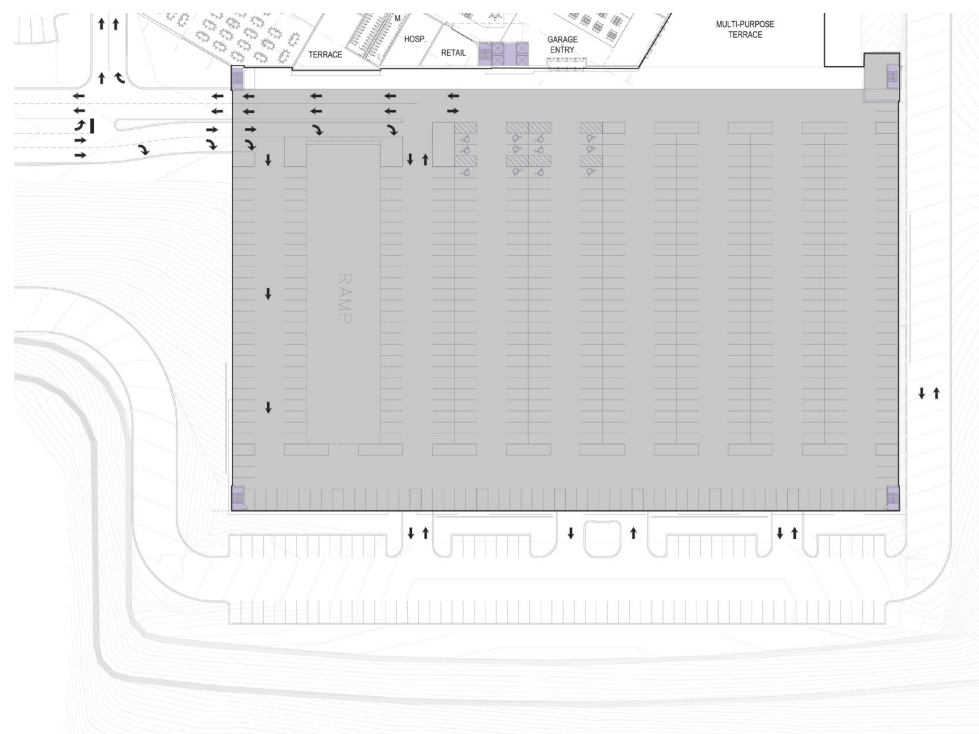 M
TERRACE
HOSP.
RETAIL
GARAGE
ENTRY
MULTI-PURPOSE
TERRACE
RAMP